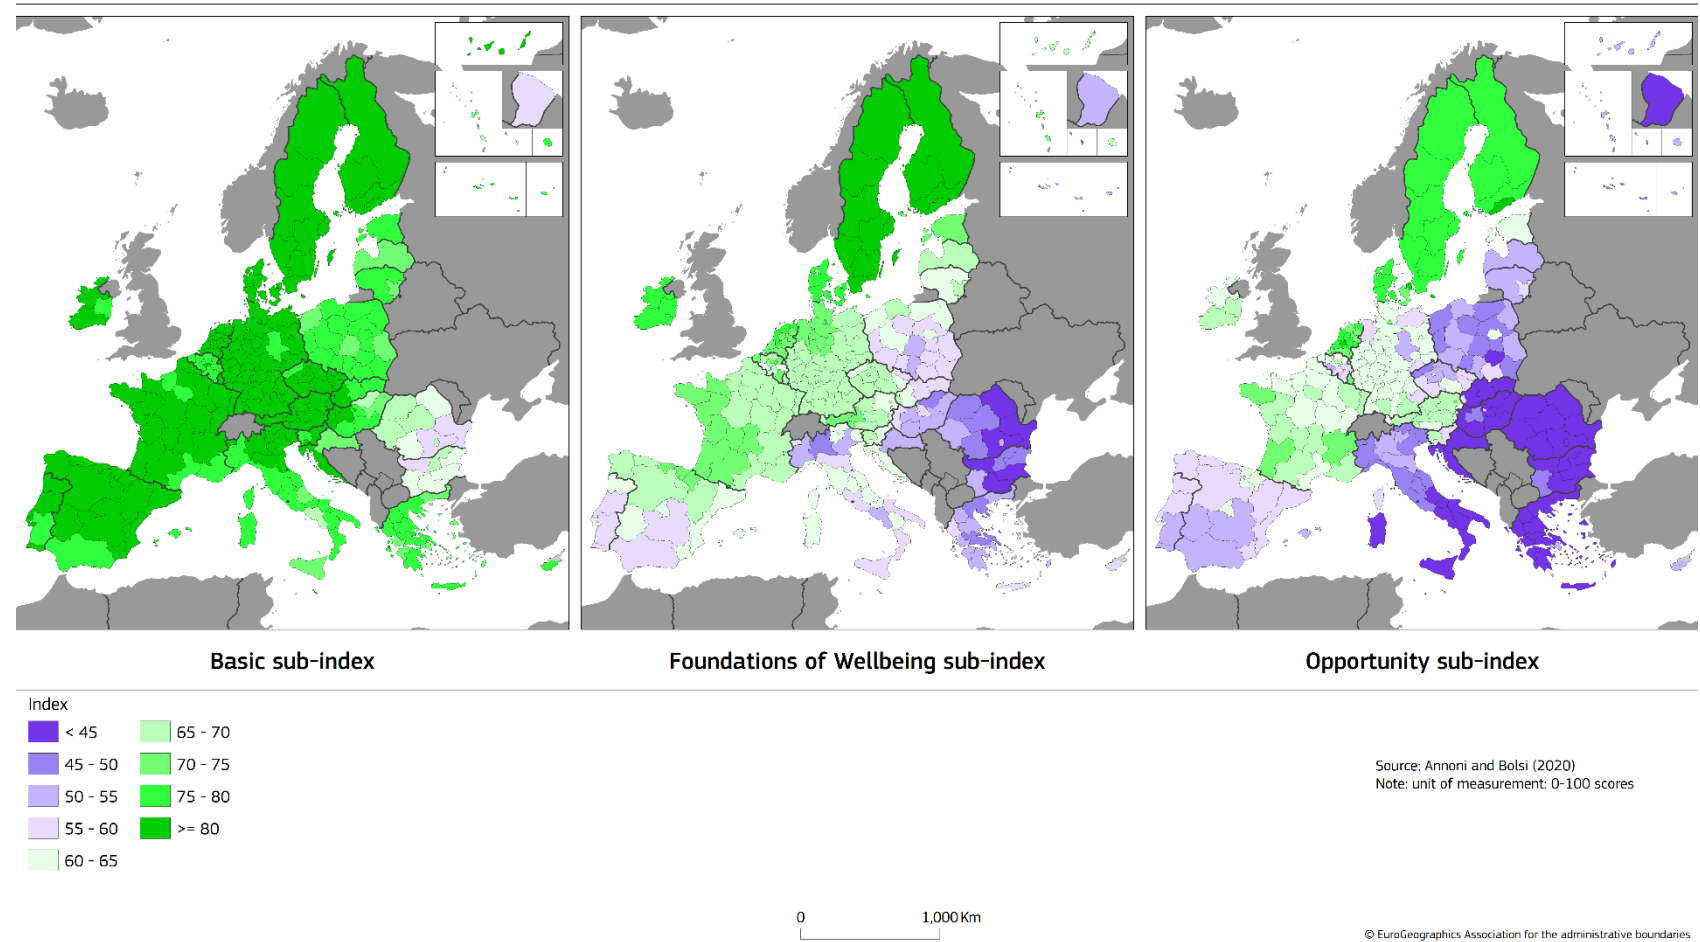 Basic sub-index
Foundations of Wellbeing sub-index
Opportunity sub-index
Index
< 45
45 - 50
50 - 55
55 - 60
60 - 65
65 - 70
70 - 75
75 - 80
>= 80
Source: Annoni and Bolsi (2020)
Note: unit of measurement: 0-100 scores
0
1,000 Km
© EuroGeographics Association for the administrative boundaries